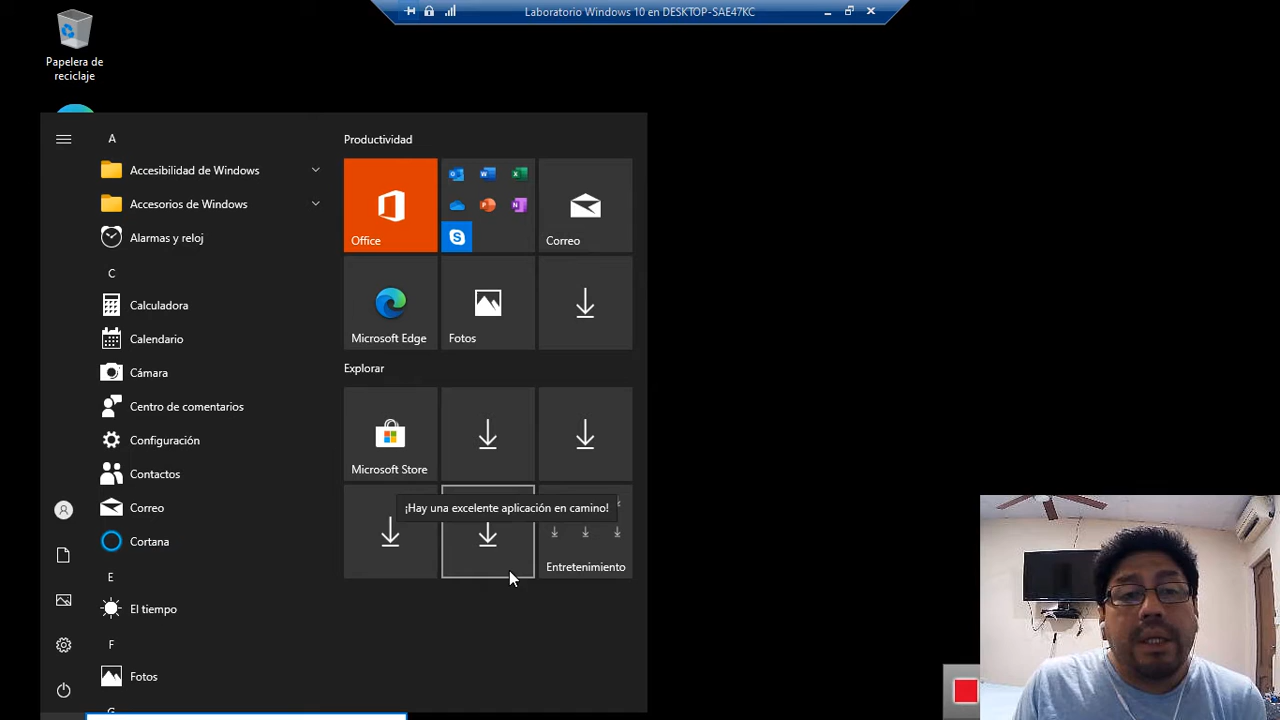 Laboratorio Windows 10 en DESKTOP-SAE47KC
Papelera de
reciclaje
A
Accesibilidad de Windows
Accesorios de Windows
Alarmas y reloj
C
Calculadora
Calendario
Cámara
Centro de comentarios
Configuración
Contactos
Correo
Cortana
E
El tiempo
F
Fotos
Productividad
Office
Correo
Microsoft Edge
Fotos
Explorar
Microsoft Store
¡Hay una excelente aplicación en camino!
Entretenimiento